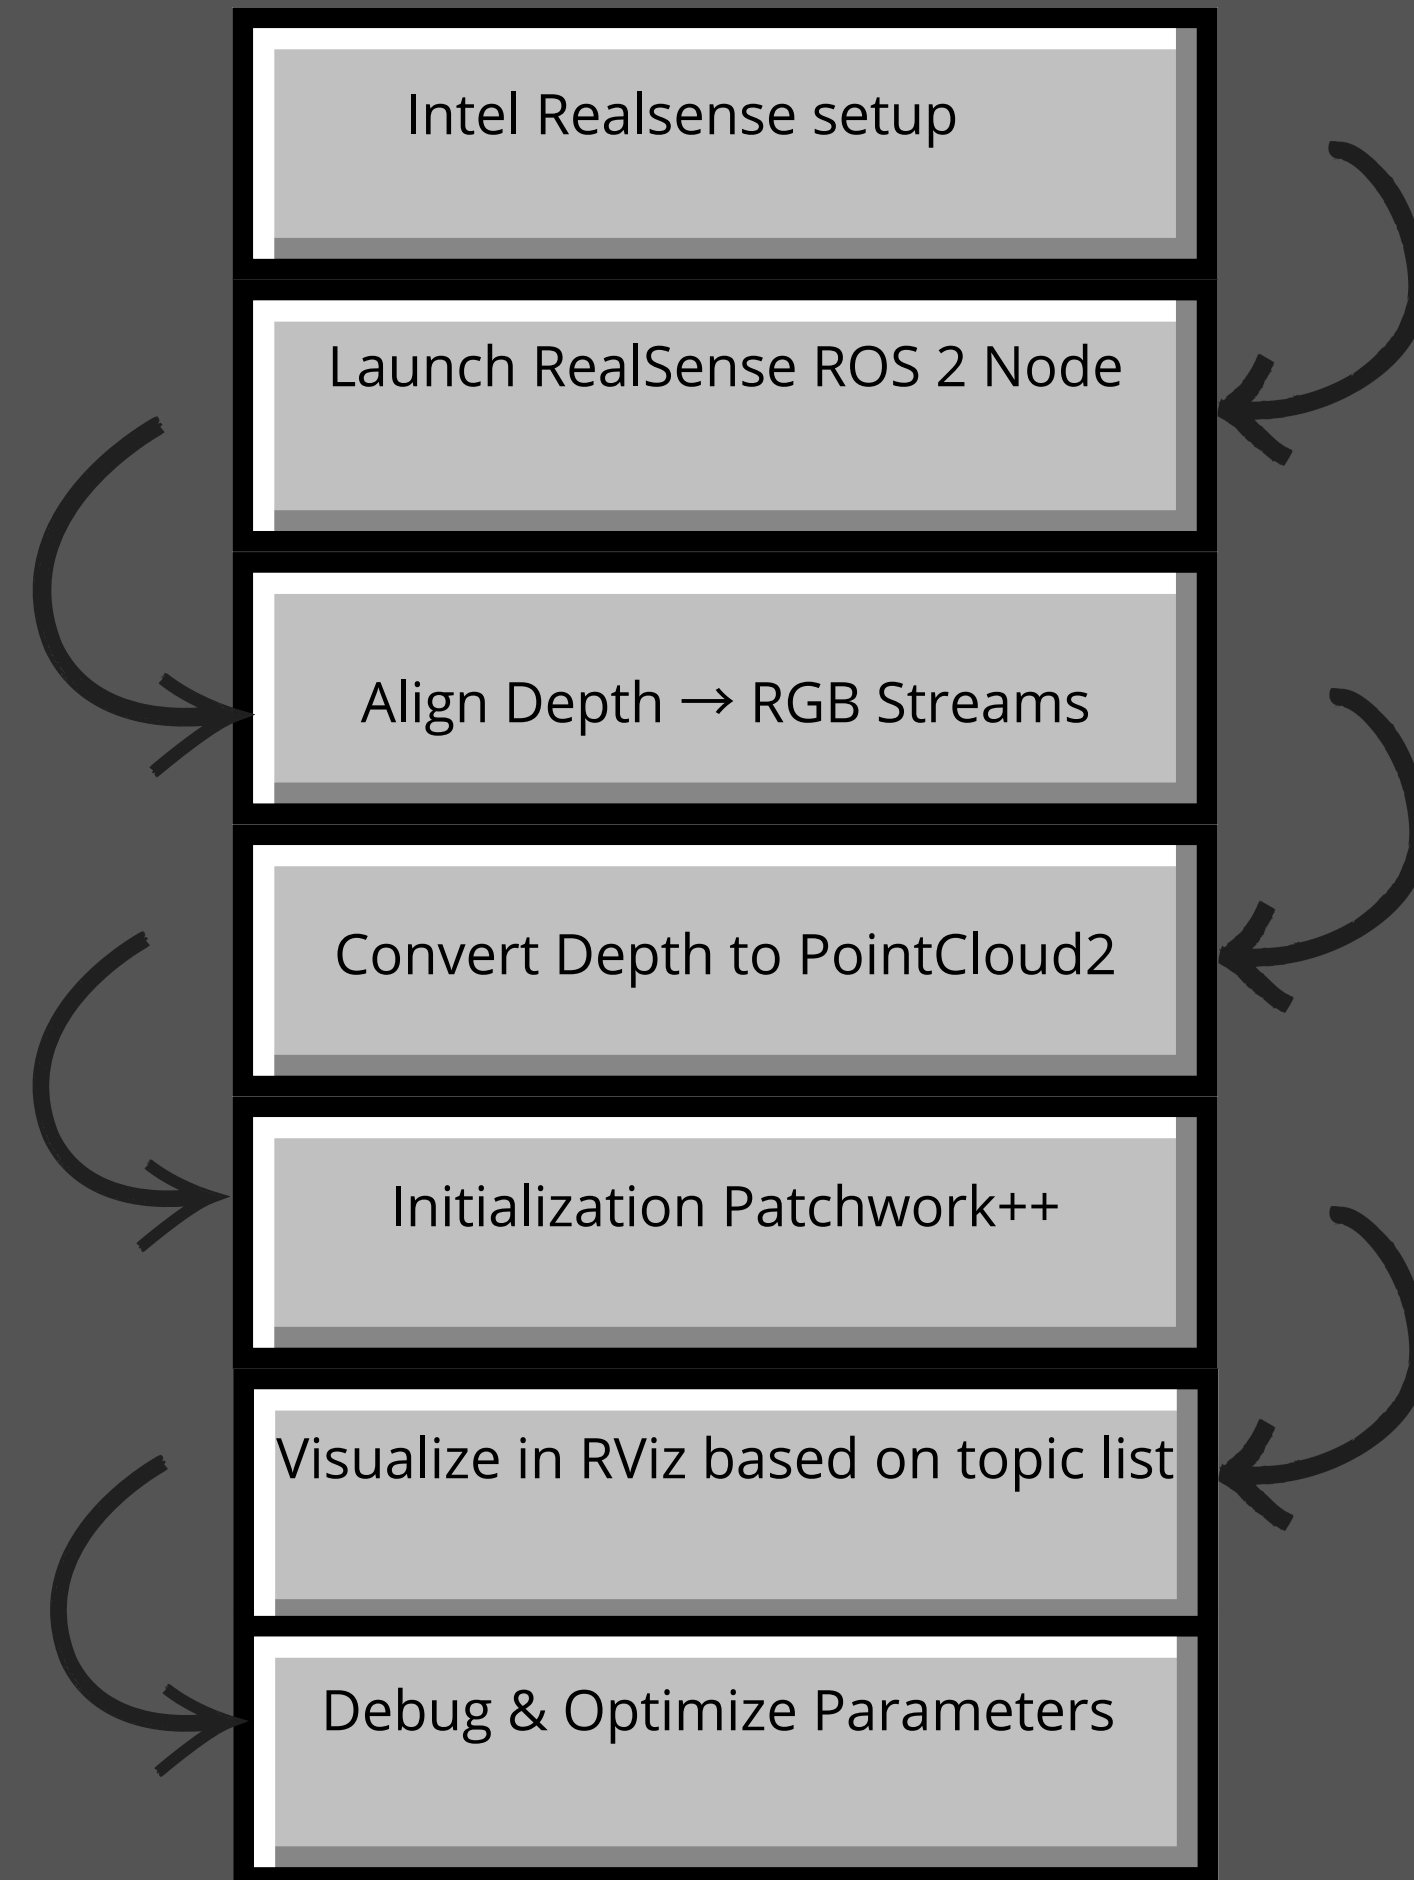 Intel Realsense setup
Launch RealSense ROS 2 Node
Align Depth → RGB Streams
Convert Depth to PointCloud2
Initialization Patchwork++
Visualize in RViz based on topic list
Debug & Optimize Parameters